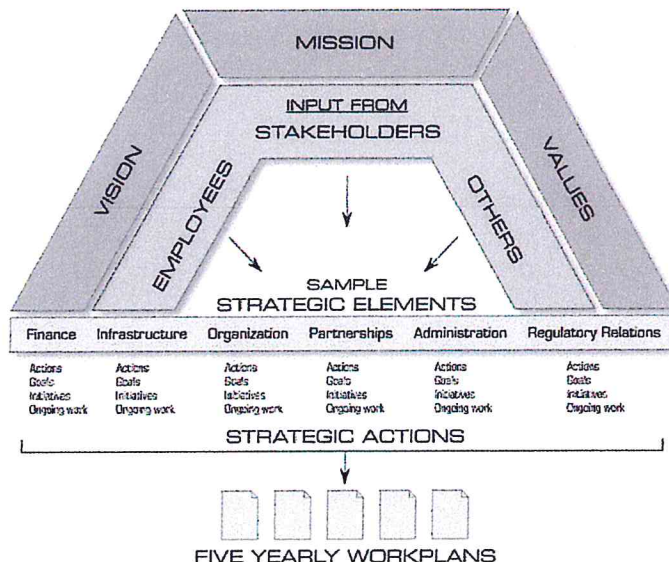 MISSION
VISION
VALUES
INPUT FROM
STAKEHOLDERS
EMPLOYEES
OTHERS
SAMPLE
STRATEGIC ELEMENTS
Finance Infrastructure Organization Partnerships Administration Regulatory Relations
Actions Actions Actions Actions Actions Actions
Goals Goals Goals Goals Goals Goals
Initiatives Initiatives Initiatives Initiatives Initiatives Initiatives
Ongoing work Ongoing work Ongoing work Ongoing work Ongoing work Ongoing work
STRATEGIC ACTIONS
FIVE YEARLY WORKPLANS